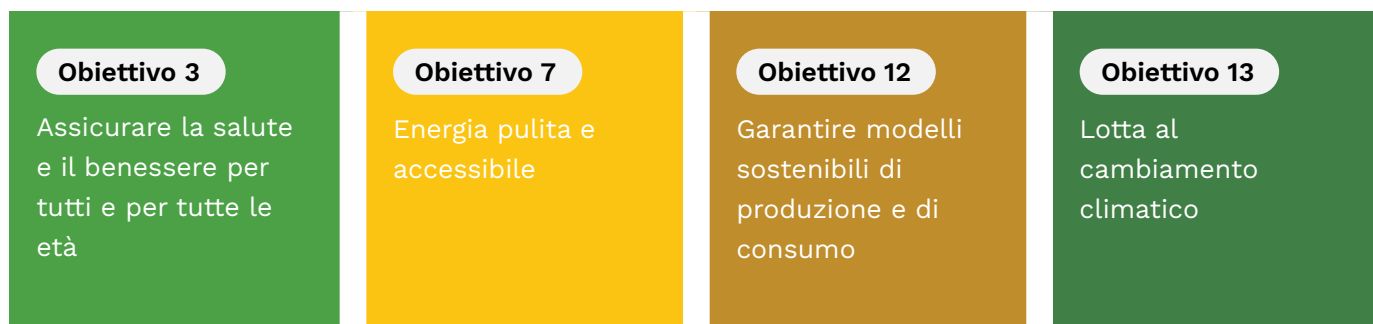 Obiettivo 3
Assicurare la salute
e il benessere per
tutti e per tutte le
età
Obiettivo 7
Energia pulita e
accessibile
Obiettivo 12
Garantire modelli
sostenibili di
produzione e di
consumo
Obiettivo 13
Lotta al
cambiamento
climatico